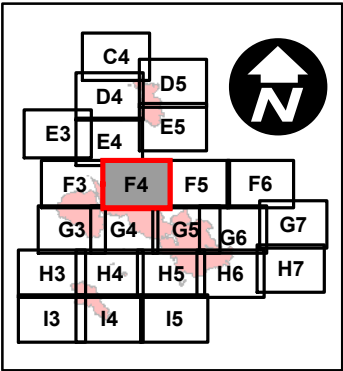 C4
D4 D5
E3 E4 E5
N
F3 F4 F5 F6
G3 G4 G5 G6 G7
H3 H4 H5 H6 H7
I3 I4 I5